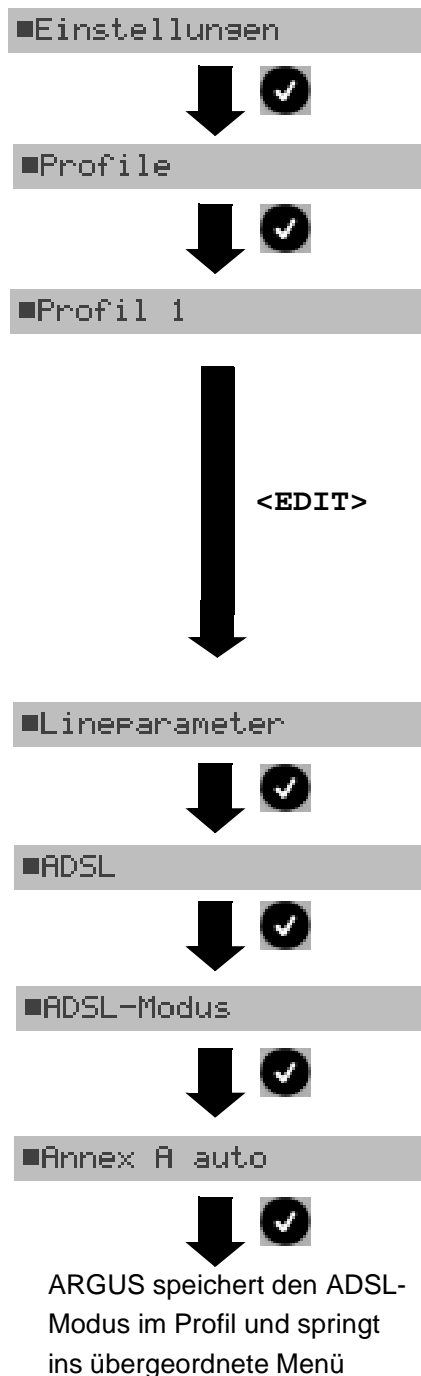 ■Einstellungen
■Profile
■Profil 1
<EDIT>
■Lineparameter
■ADSL
■ADSL-Modus
■Annex A auto
ARGUS speichert den ADSL-
Modus im Profil und springt
ins übergeordnete Menü